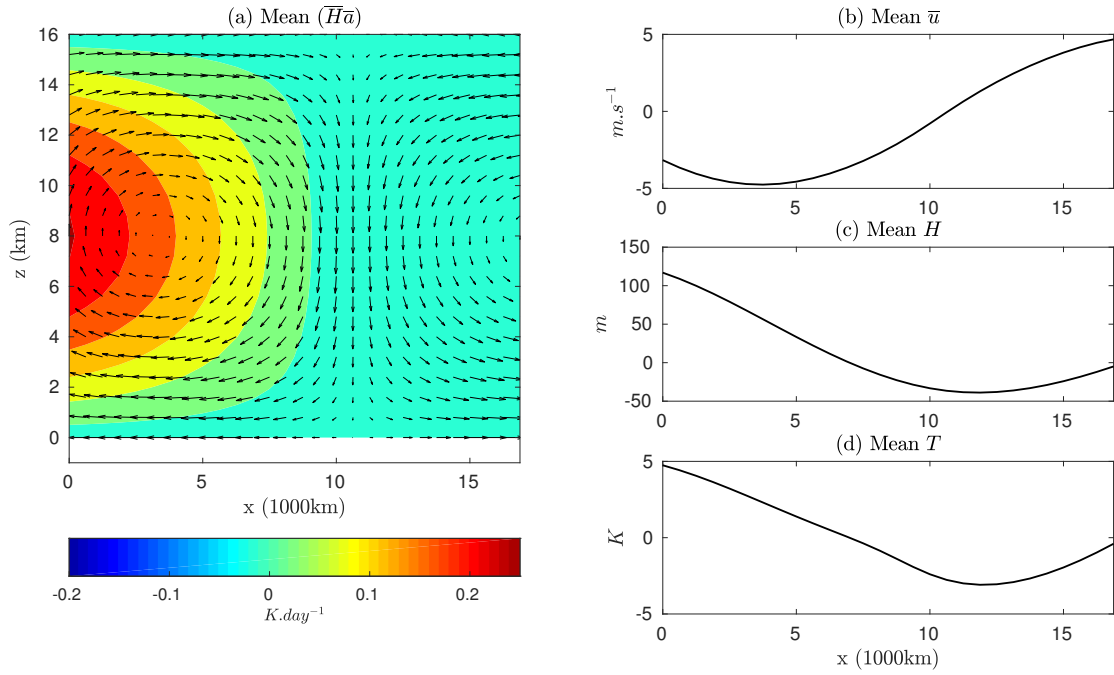 (a) Mean (H̅a̅)
16
14
12
10
8
6
4
2
0
z (km)
0 5 10 15
x (1000km)
-0.2 -0.1 0 0.1 0.2
K.day⁻¹
(b) Mean u̅
5
0
-5
m.s⁻¹
0 5 10 15
(c) Mean H
150
100
50
0
-50
m
0 5 10 15
(d) Mean T
5
0
-5
K
0 5 10 15
x (1000km)